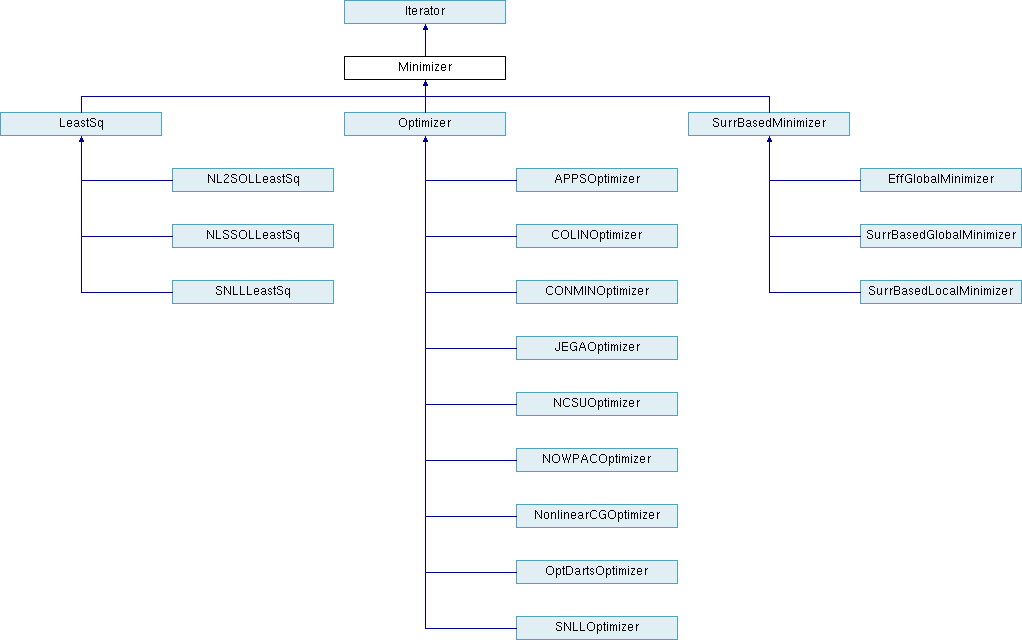 Iterator
Minimizer
LeastSq
Optimizer
SurrBasedMinimizer
NL2SOLLeastSq
APPSOptimizer
EffGlobalMinimizer
NLSSOLLeastSq
COLINOptimizer
SurrBasedGlobalMinimizer
SNLLLeastSq
CONMINOptimizer
SurrBasedLocalMinimizer
JEGAOptimizer
NCSUOptimizer
NOWPACOptimizer
NonlinearCGOptimizer
OptDartsOptimizer
SNLLOptimizer